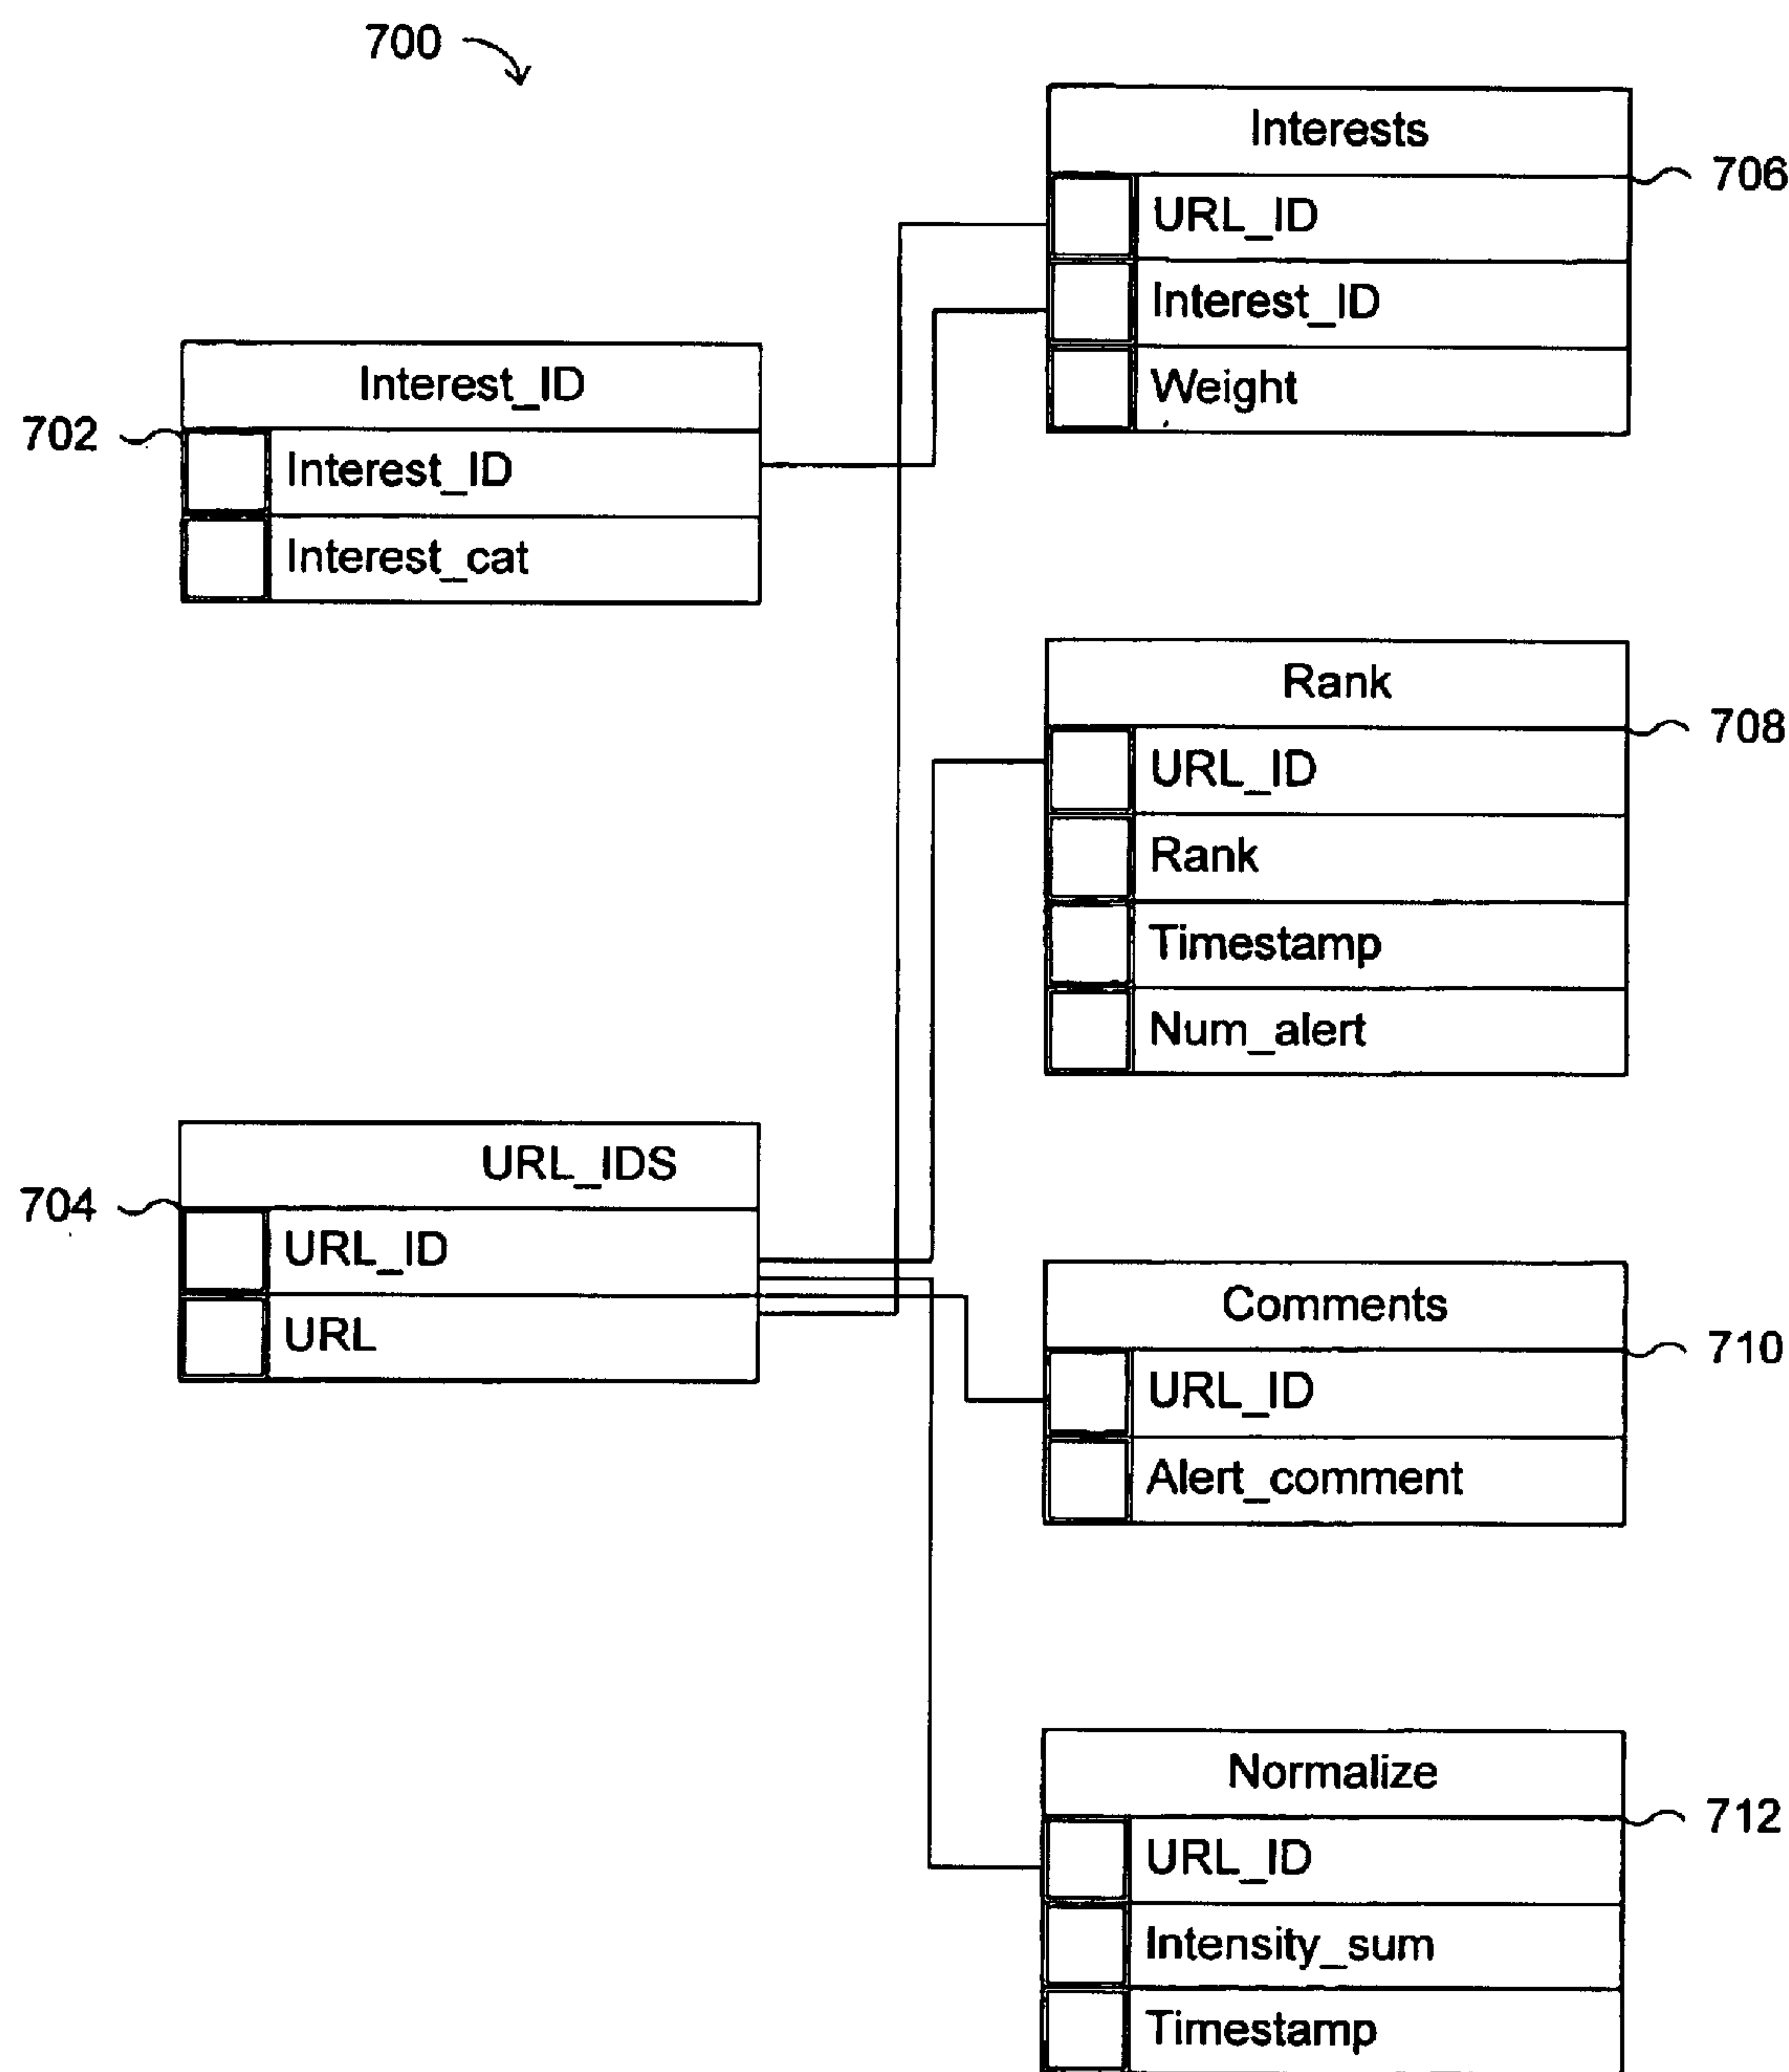 700
Interests
706
URL_ID
Interest_ID
Weight
Interest_ID
702
Interest_ID
Interest_cat
Rank
708
URL_ID
Rank
Timestamp
Num_alert
URL_IDS
704
URL_ID
URL
Comments
710
URL_ID
Alert_comment
Normalize
712
URL_ID
Intensity_sum
Timestamp